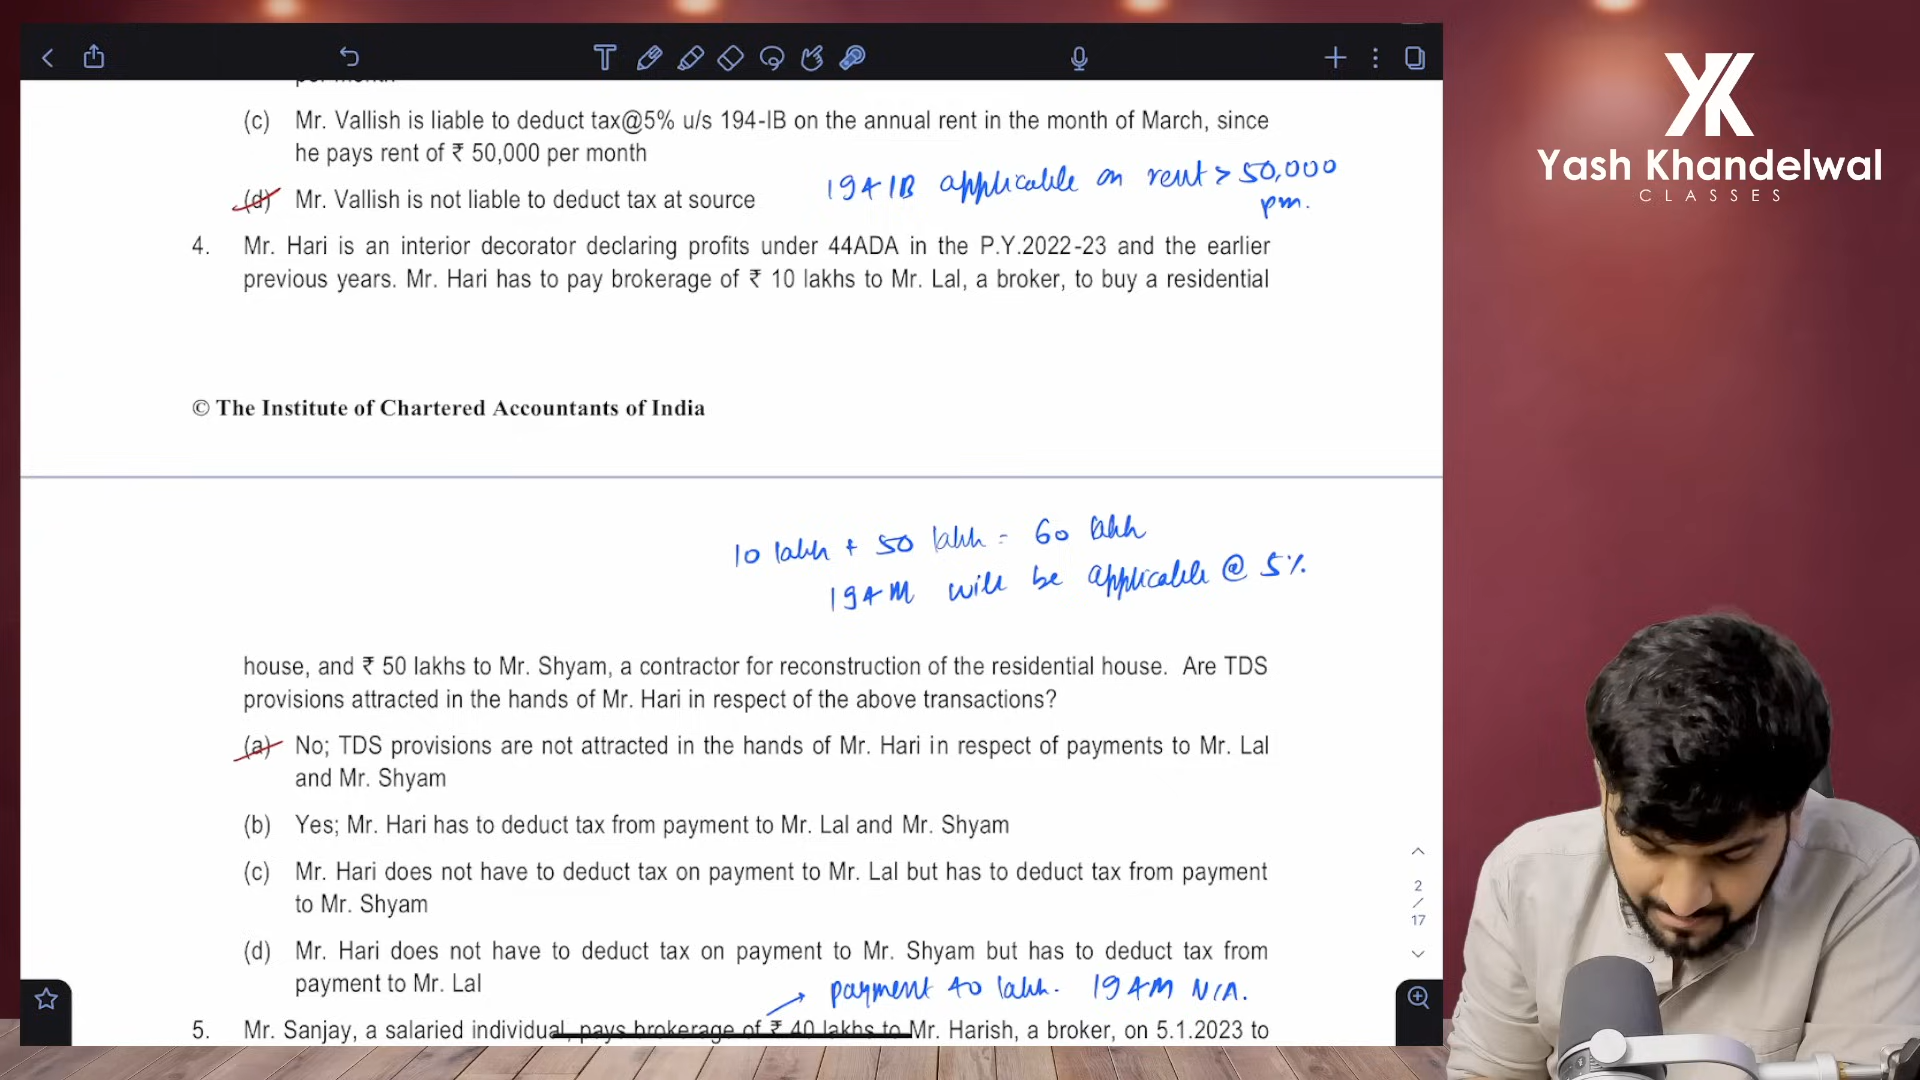 per month
(c) Mr. Vallish is liable to deduct tax@5% u/s 194-IB on the annual rent in the month of March, since
he pays rent of ₹ 50,000 per month
194 IB applicable on rent > 50,000
pm.
(d) Mr. Vallish is not liable to deduct tax at source
4. Mr. Hari is an interior decorator declaring profits under 44ADA in the P.Y.2022-23 and the earlier
previous years. Mr. Hari has to pay brokerage of ₹ 10 lakhs to Mr. Lal, a broker, to buy a residential
© The Institute of Chartered Accountants of India
10 lakh + 50 lakh = 60 lakh
194M will be applicable @ 5%
house, and ₹ 50 lakhs to Mr. Shyam, a contractor for reconstruction of the residential house. Are TDS
provisions attracted in the hands of Mr. Hari in respect of the above transactions?
(a) No; TDS provisions are not attracted in the hands of Mr. Hari in respect of payments to Mr. Lal
and Mr. Shyam
(b) Yes; Mr. Hari has to deduct tax from payment to Mr. Lal and Mr. Shyam
(c) Mr. Hari does not have to deduct tax on payment to Mr. Lal but has to deduct tax from payment
to Mr. Shyam
(d) Mr. Hari does not have to deduct tax on payment to Mr. Shyam but has to deduct tax from
payment to Mr. Lal
payment 40 lakh. 194M N/A.
5. Mr. Sanjay, a salaried individual, pays brokerage of ₹ 40 lakhs to Mr. Harish, a broker, on 5.1.2023 to
2
/
17
YK
Yash Khandelwal
CLASSES